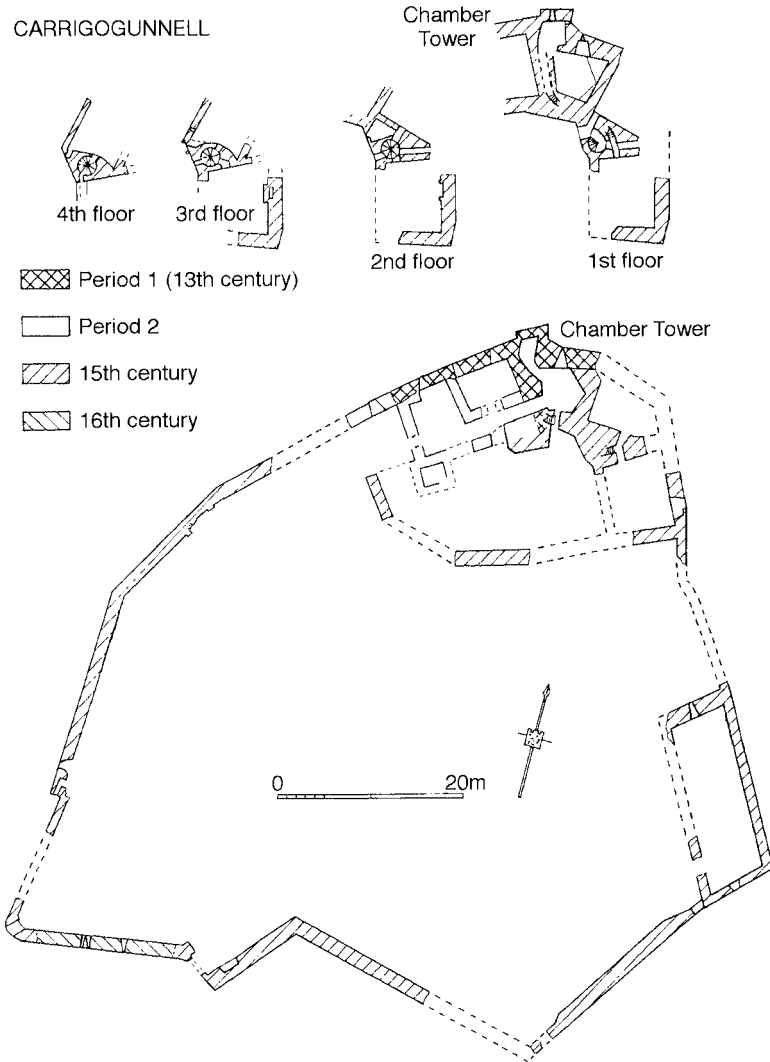 CARRIGOGUNNELL
Chamber
Tower
4th floor
3rd floor
2nd floor
1st floor
Period 1 (13th century)
Period 2
15th century
16th century
Chamber Tower
0
20m